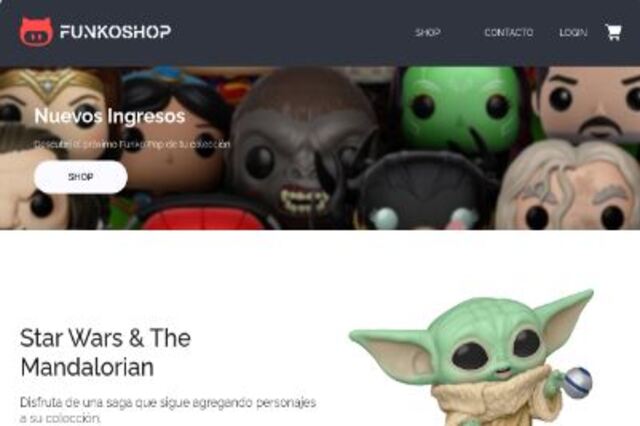 FUNKOSHOP
SHOP
CONTACTO
LOGIN
Nuevos Ingresos
Descubrí el próximo Funko Pop de tu colección
SHOP
Star Wars & The
Mandalorian
Disfruta de una saga que sigue agregando personajes
a su colección.